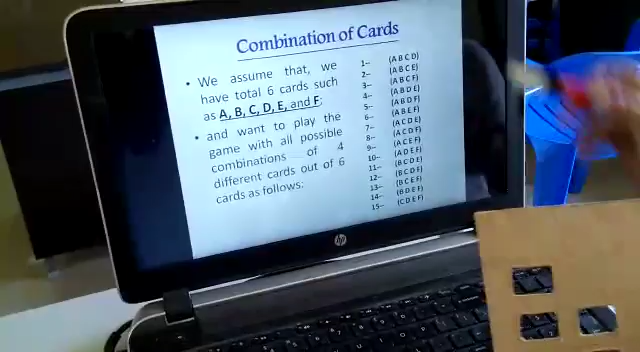 Combination of Cards
• We assume that, we
have total 6 cards such
as A, B, C, D, E, and F;
• and want to play the
game with all possible
combinations of 4
different cards out of 6
cards as follows:
1-- (A B C D)
2-- (A B C E)
3-- (A B C F)
4-- (A B D E)
5-- (A B D F)
6-- (A B E F)
7-- (A C D E)
8-- (A C D F)
9-- (A C E F)
10-- (A D E F)
11-- (B C D E)
12-- (B C D F)
13-- (B C E F)
14-- (B D E F)
15-- (C D E F)
hp